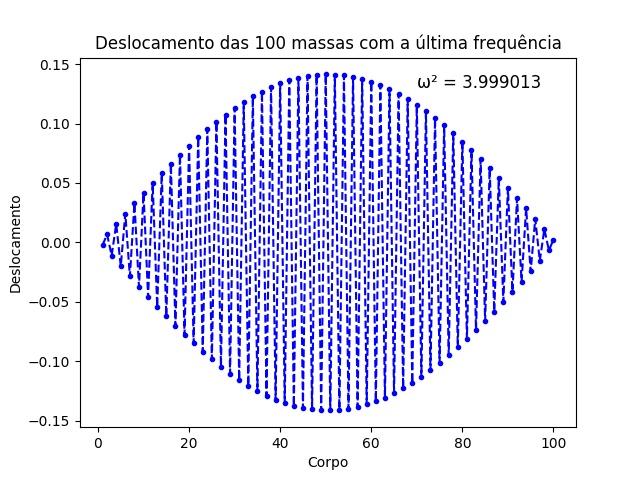 Deslocamento das 100 massas com a última frequência
ω² = 3.999013
Deslocamento
0.15
0.10
0.05
0.00
−0.05
−0.10
−0.15
0 20 40 60 80 100
Corpo